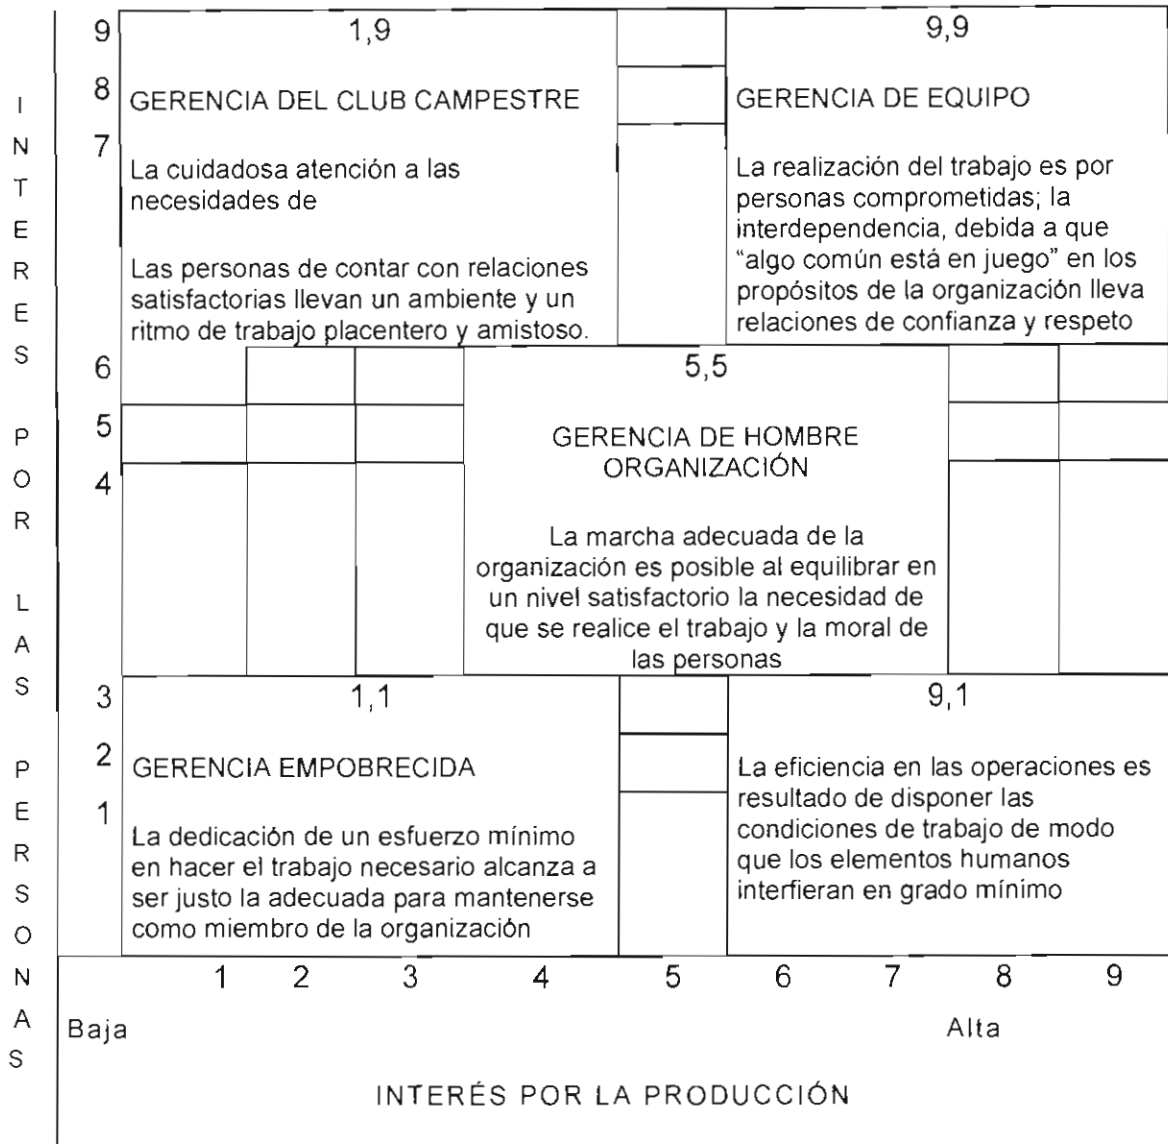 INTERES POR LAS PERSONAS
9
8
7
6
5
4
3
2
1
1,9
GERENCIA DEL CLUB CAMPESTRE
La cuidadosa atención a las
necesidades de
Las personas de contar con relaciones
satisfactorias llevan un ambiente y un
ritmo de trabajo placentero y amistoso.
9,9
GERENCIA DE EQUIPO
La realización del trabajo es por
personas comprometidas; la
interdependencia, debida a que
“algo común está en juego” en los
propósitos de la organización lleva
relaciones de confianza y respeto
5,5
GERENCIA DE HOMBRE
ORGANIZACIÓN
La marcha adecuada de la
organización es posible al equilibrar en
un nivel satisfactorio la necesidad de
que se realice el trabajo y la moral de
las personas
1,1
GERENCIA EMPOBRECIDA
La dedicación de un esfuerzo mínimo
en hacer el trabajo necesario alcanza a
ser justo la adecuada para mantenerse
como miembro de la organización
9,1
La eficiencia en las operaciones es
resultado de disponer las
condiciones de trabajo de modo
que los elementos humanos
interfieran en grado mínimo
1 2 3 4 5 6 7 8 9
Baja Alta
INTERÉS POR LA PRODUCCIÓN